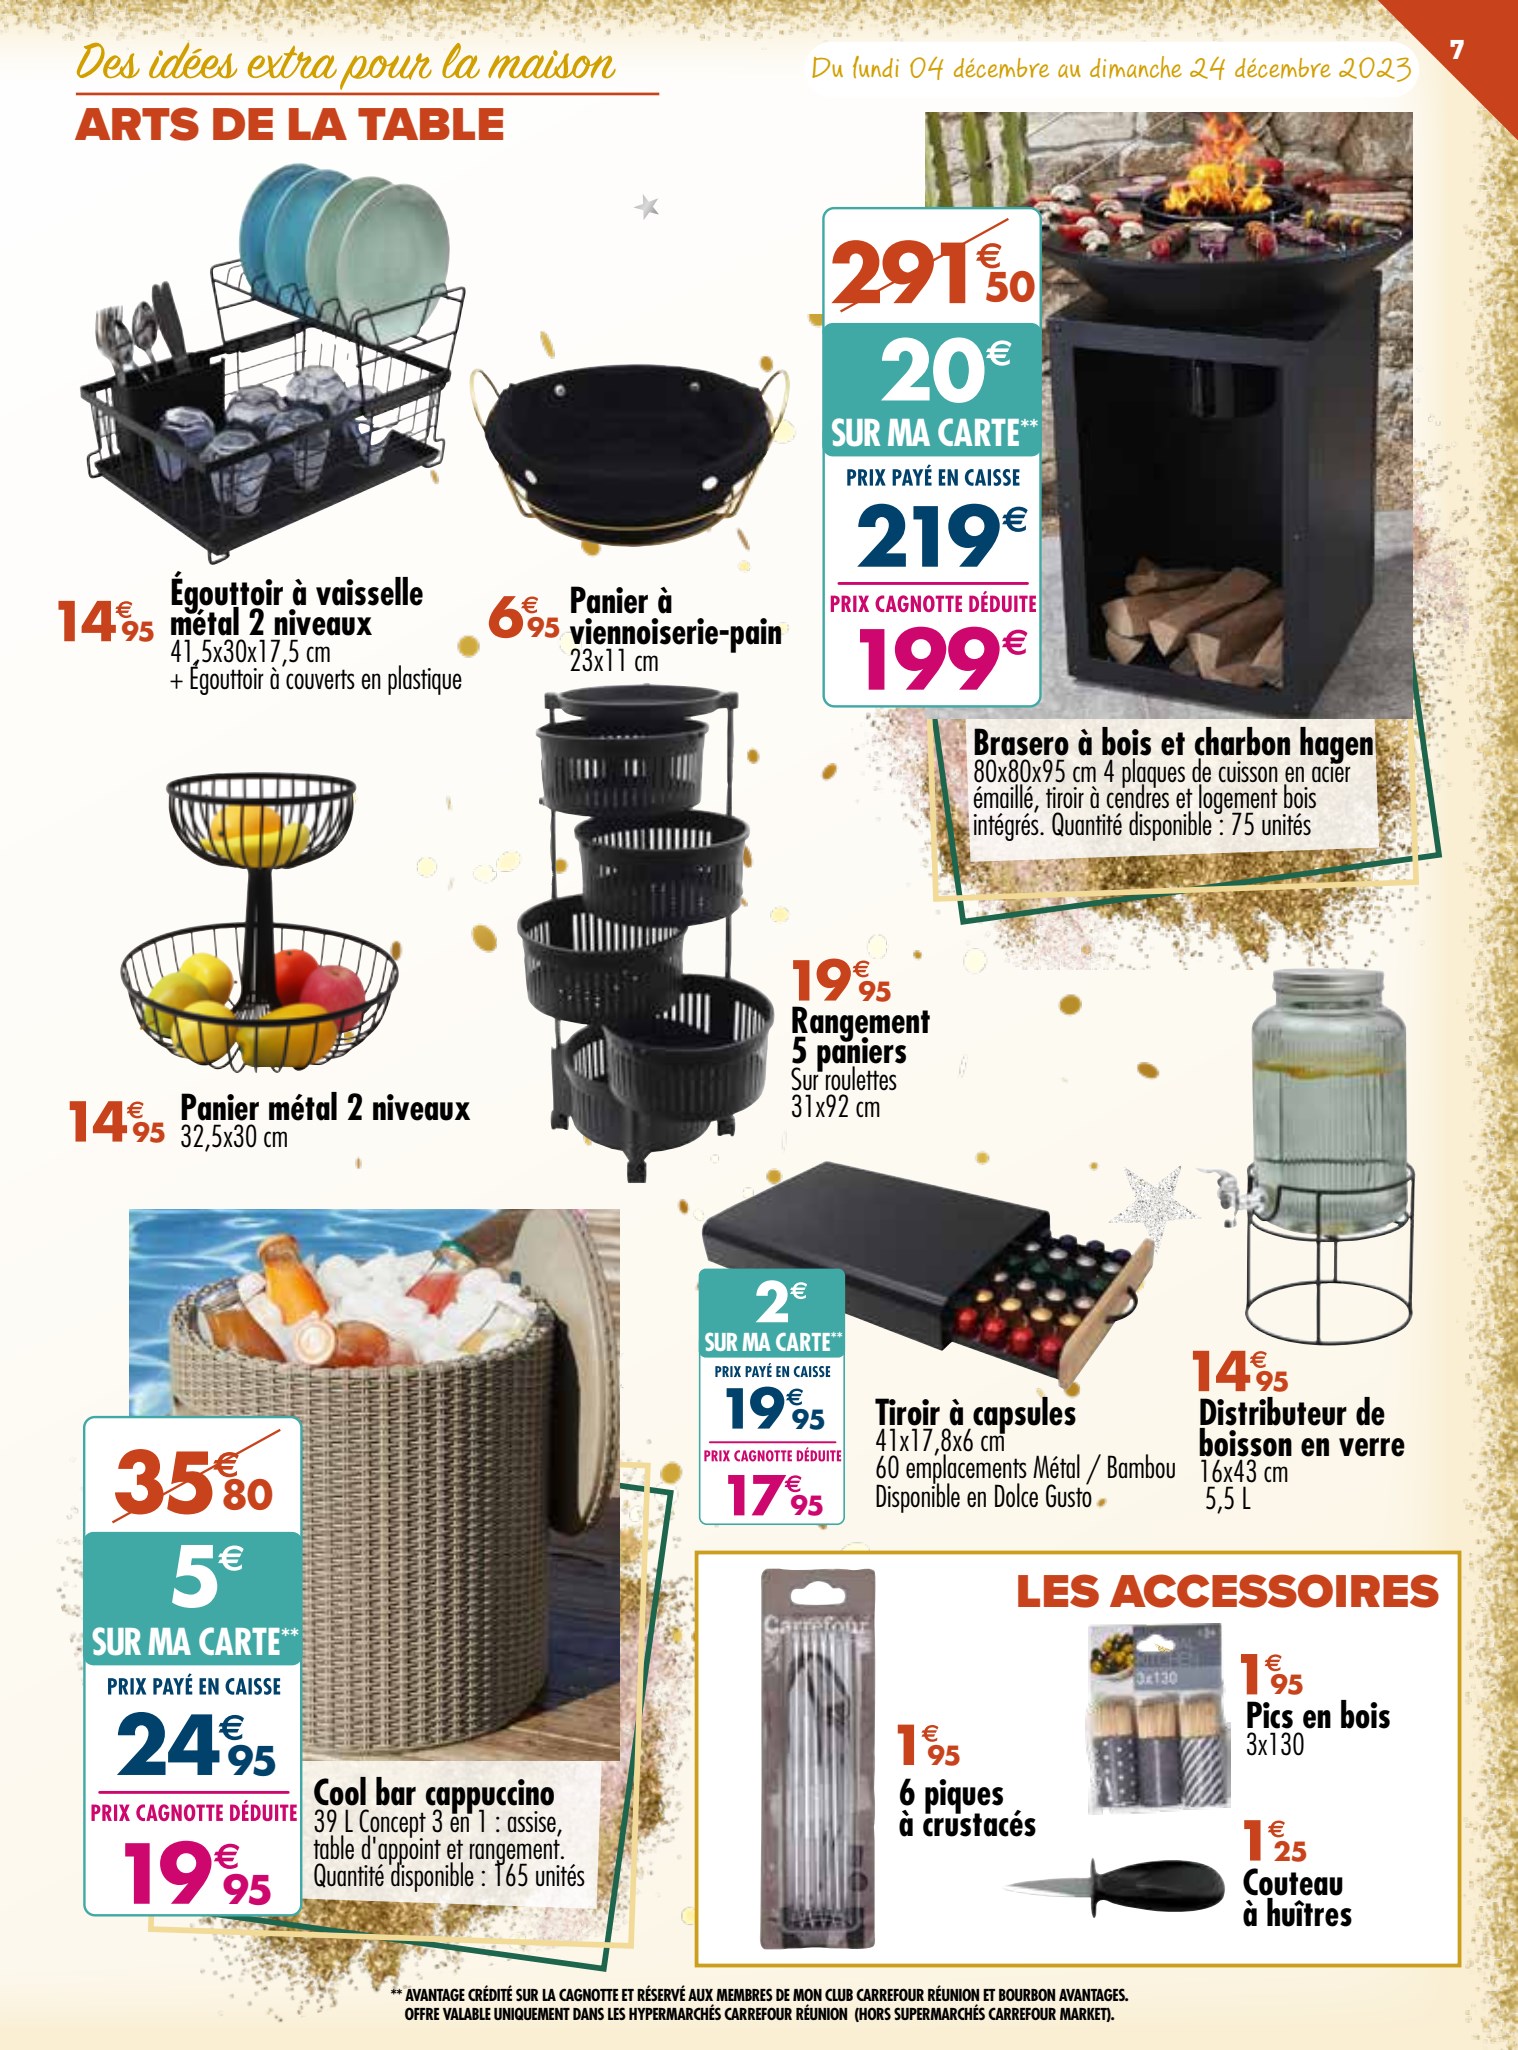 Des idées extra pour la maison
ARTS DE LA TABLE
Du lundi 04 décembre au dimanche 24 décembre 2023
7
14€95
Égouttoir à vaisselle
métal 2 niveaux
41,5x30x17,5 cm
+ Égouttoir à couverts en plastique
6€95
Panier à
viennoiserie-pain
23x11 cm
291€50
20€
SUR MA CARTE**
PRIX PAYÉ EN CAISSE
219€
PRIX CAGNOTTE DÉDUITE
199€
Brasero à bois et charbon hagen
80x80x95 cm 4 plaques de cuisson en acier
émaillé, tiroir à cendres et logement bois
intégrés. Quantité disponible : 75 unités
14€95
Panier métal 2 niveaux
32,5x30 cm
19€95
Rangement
5 paniers
Sur roulettes
31x92 cm
35€80
5€
SUR MA CARTE**
PRIX PAYÉ EN CAISSE
24€95
PRIX CAGNOTTE DÉDUITE
19€95
Cool bar cappuccino
39 L Concept 3 en 1 : assise,
table d'appoint et rangement.
Quantité disponible : 165 unités
2€
SUR MA CARTE**
PRIX PAYÉ EN CAISSE
19€95
PRIX CAGNOTTE DÉDUITE
17€95
Tiroir à capsules
41x17,8x6 cm
60 emplacements Métal / Bambou
Disponible en Dolce Gusto
14€95
Distributeur de
boisson en verre
16x43 cm
5,5 L
LES ACCESSOIRES
Carrefour
1€95
6 piques
à crustacés
3x130
1€95
Pics en bois
3x130
1€25
Couteau
à huîtres
** AVANTAGE CRÉDITÉ SUR LA CAGNOTTE ET RÉSERVÉ AUX MEMBRES DE MON CLUB CARREFOUR RÉUNION ET BOURBON AVANTAGES.
OFFRE VALABLE UNIQUEMENT DANS LES HYPERMARCHÉS CARREFOUR RÉUNION (HORS SUPERMARCHÉS CARREFOUR MARKET).